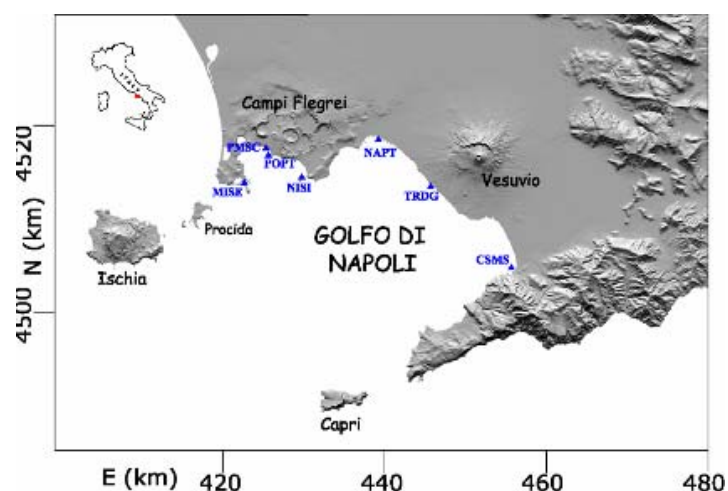 ITALY
4520
N (km)
4500
Campi Flegrei
PMSC
POPT
NAPT
MISE
NISI
Vesuvio
TRDG
Procida
GOLFO DI
NAPOLI
CSMS
Ischia
Capri
E (km)
420
440
460
480